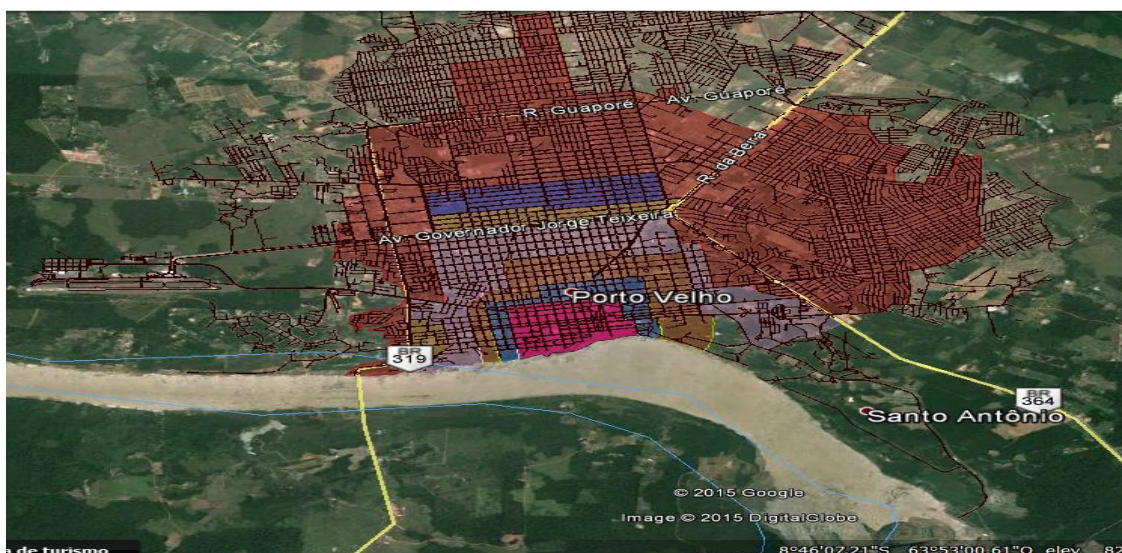 R. Guaporé
Av. Guaporé
R. da Beira
Av. Governador Jorge Teixeira
Porto Velho
BR
319
BR
364
Santo Antônio
© 2015 Google
Image © 2015 DigitalGlobe
a de turismo
8°46'07.21"S 63°53'00.61"O elev 82